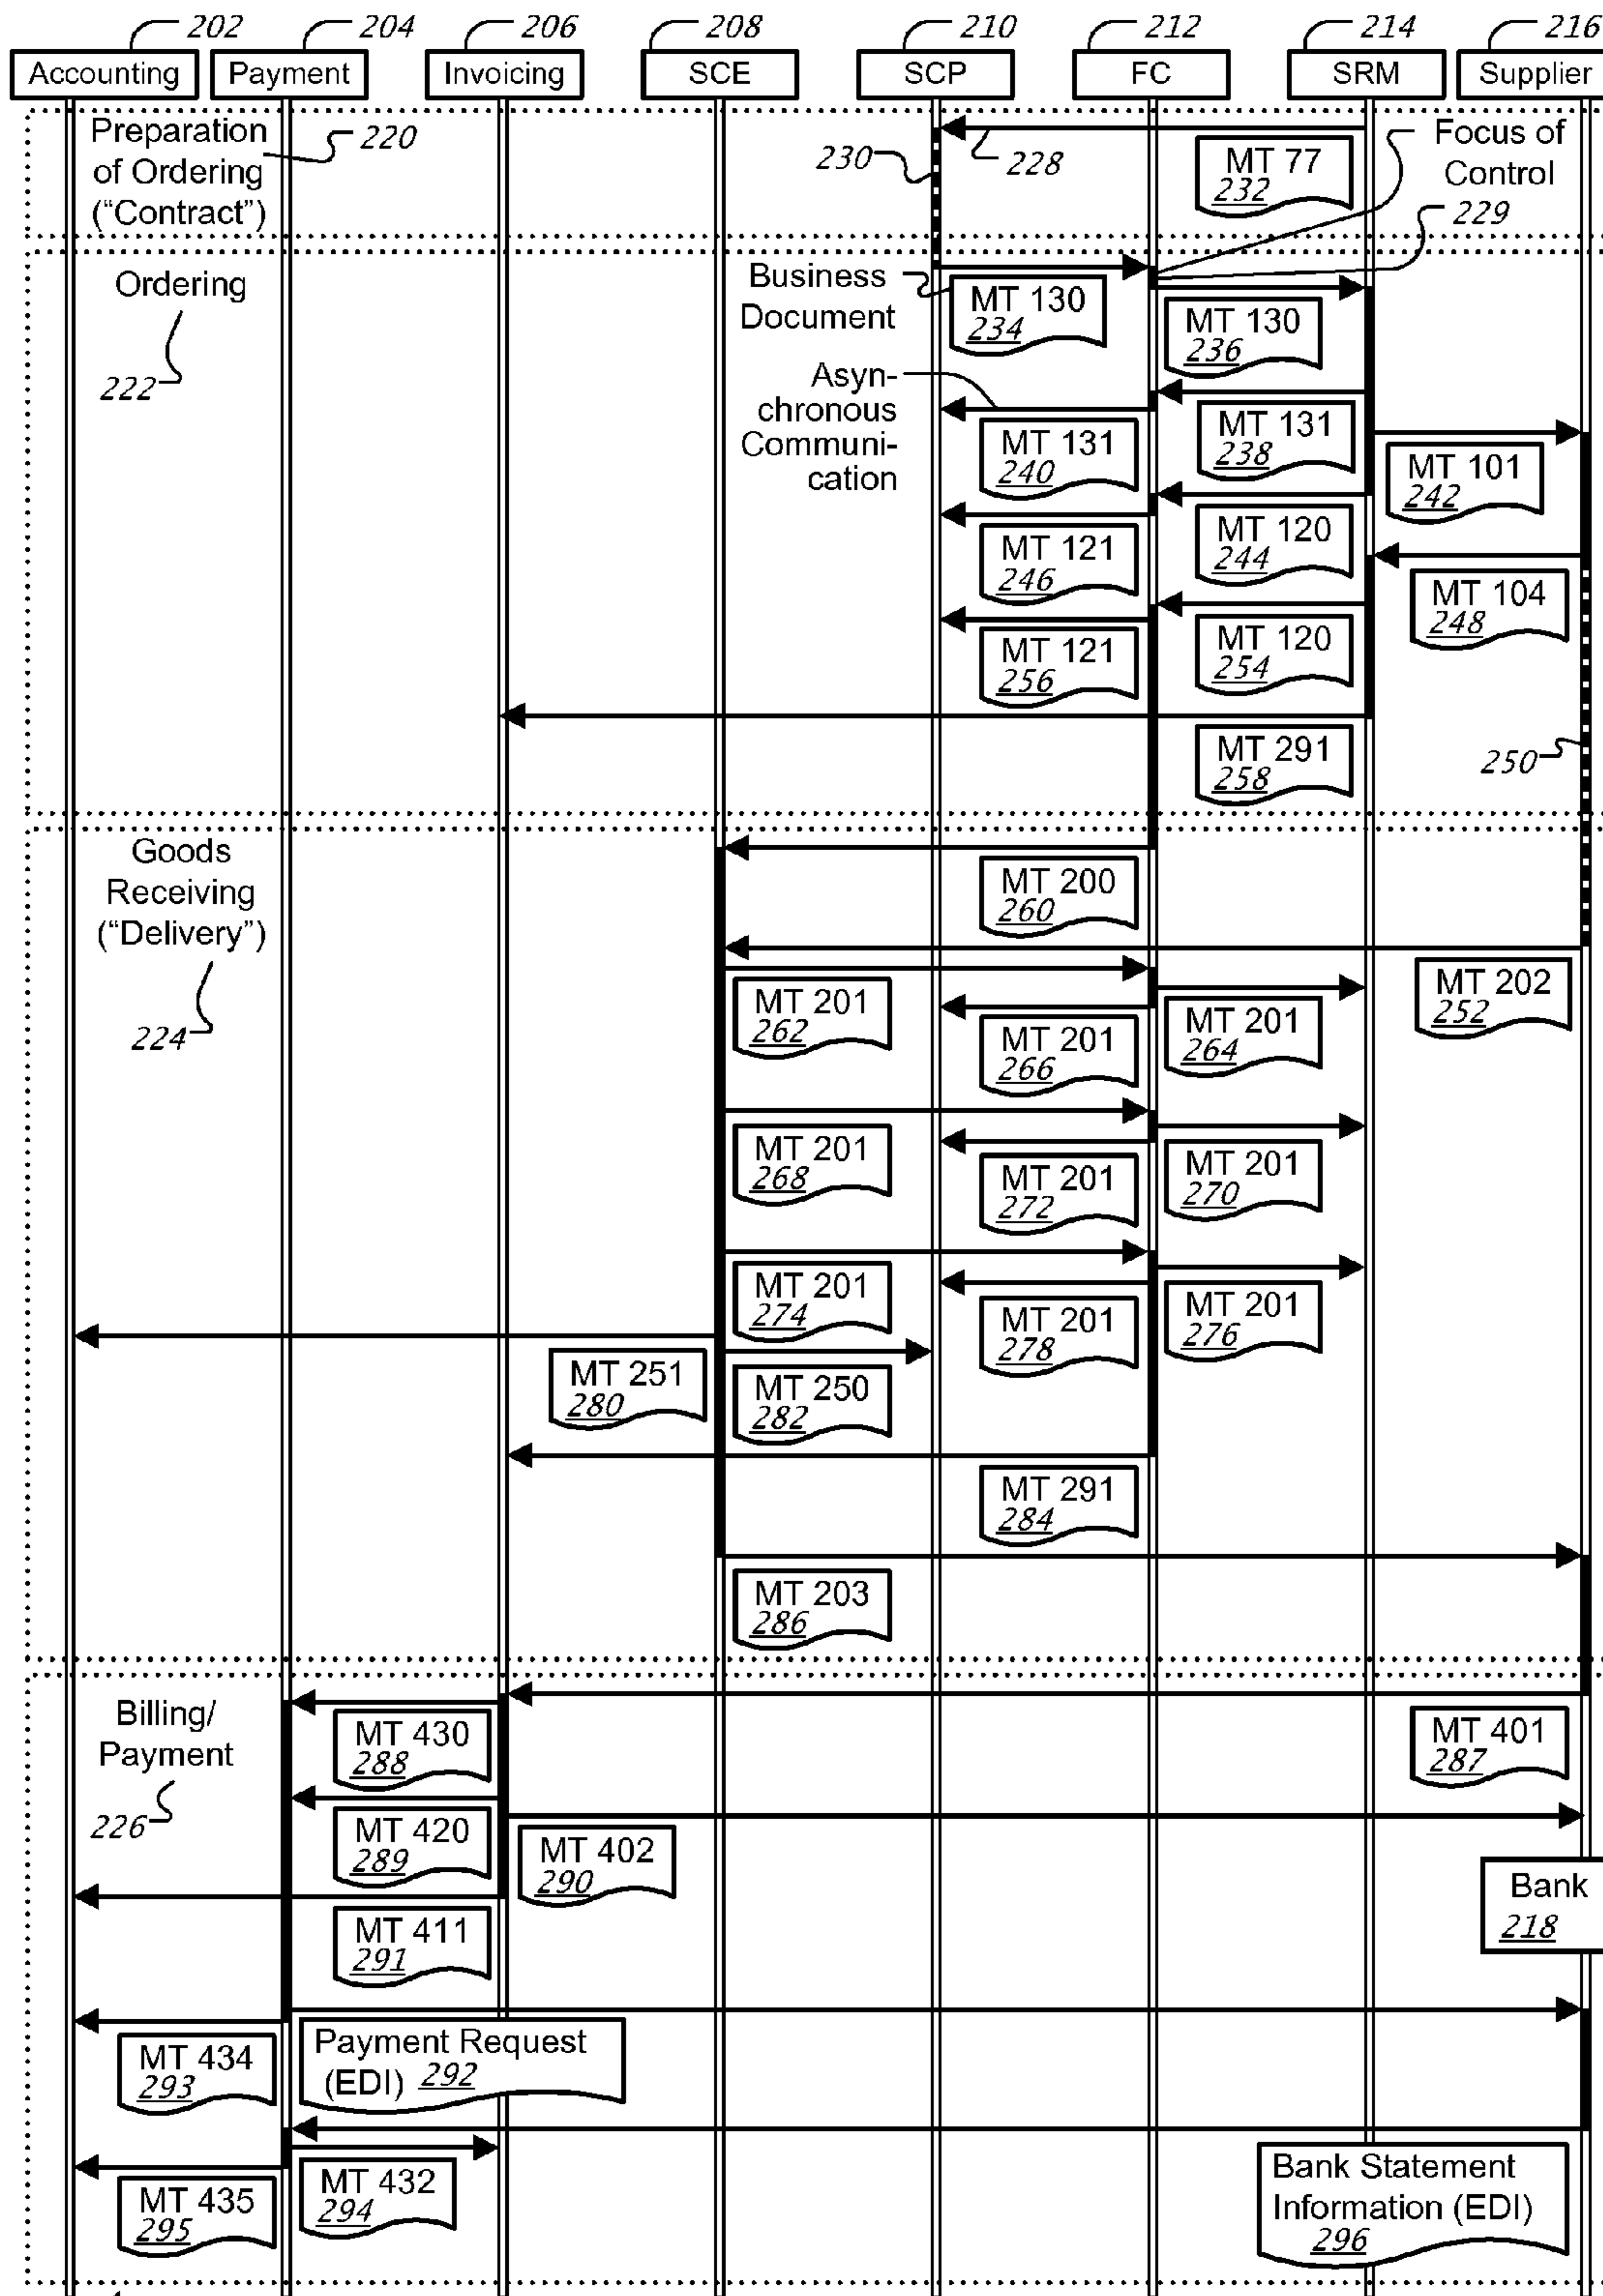 202 204 206 208 210 212 214 216
Accounting Payment Invoicing SCE SCP FC SRM Supplier
Preparation
of Ordering
(“Contract”)
220
230
228
MT 77
232
Focus of
Control
229
Ordering
222
Business
Document
MT 130
234
MT 130
236
Asyn-
chronous
Communi-
cation
MT 131
240
MT 131
238
MT 101
242
MT 121
246
MT 120
244
MT 104
248
MT 121
256
MT 120
254
MT 291
258
250
Goods
Receiving
(“Delivery”)
224
MT 200
260
MT 202
252
MT 201
262
MT 201
266
MT 201
264
MT 201
268
MT 201
272
MT 201
270
MT 201
274
MT 201
278
MT 201
276
MT 251
280
MT 250
282
MT 291
284
MT 203
286
Billing/
Payment
226
MT 430
288
MT 401
287
MT 420
289
MT 402
290
Bank
218
MT 411
291
MT 434
293
Payment Request
(EDI) 292
MT 435
295
MT 432
294
Bank Statement
Information (EDI)
296